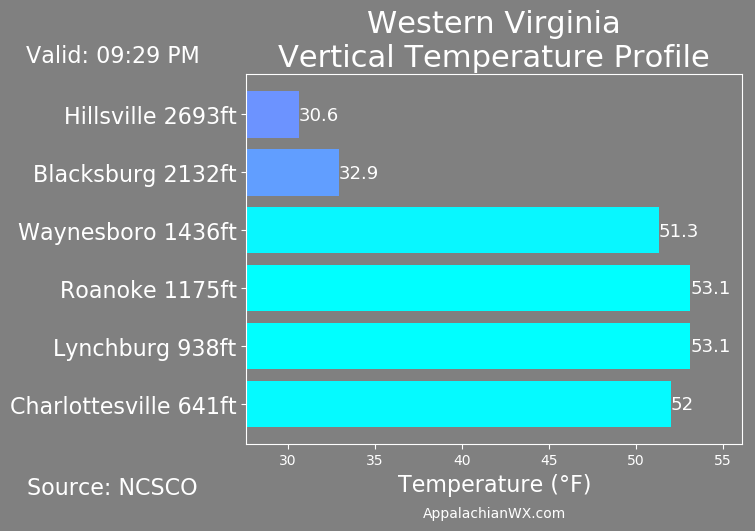 Western Virginia
Vertical Temperature Profile
Valid: 09:29 PM
Hillsville 2693ft
30.6
Blacksburg 2132ft
32.9
Waynesboro 1436ft
51.3
Roanoke 1175ft
53.1
Lynchburg 938ft
53.1
Charlottesville 641ft
52
30 35 40 45 50 55
Temperature (°F)
Source: NCSCO
AppalachianWX.com